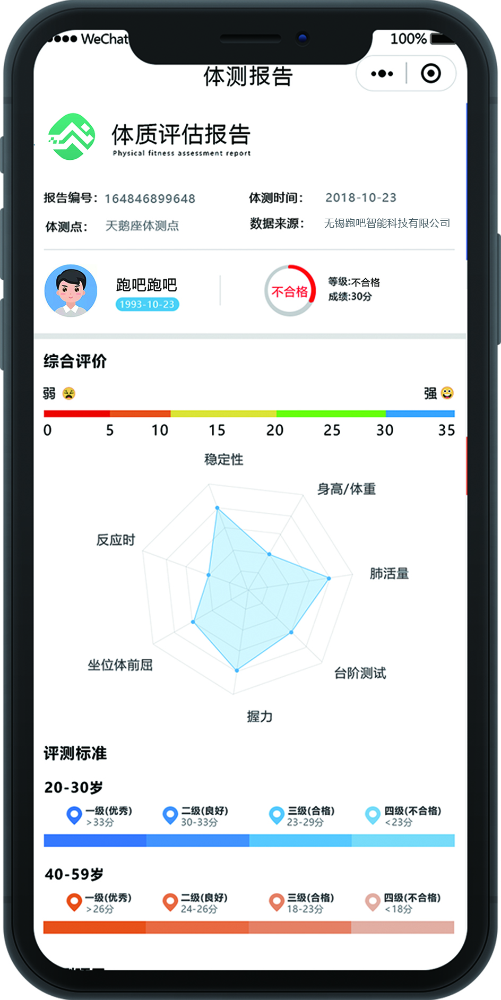 WeChat 100%
体测报告
体质评估报告
Physical fitness assessment report
报告编号： 164846899648 体测时间： 2018-10-23
体测点： 天鹅座体测点 数据来源： 无锡跑吧智能科技有限公司
跑吧跑吧
1993-10-23
不合格
等级:不合格
成绩:30分
综合评价
弱 强
0 5 10 15 20 25 30 35
稳定性
身高/体重
反应时
肺活量
坐位体前屈
台阶测试
握力
评测标准
20-30岁
一级(优秀) 二级(良好) 三级(合格) 四级(不合格)
>33分 30-33分 23-29分 <23分
40-59岁
一级(优秀) 二级(良好) 三级(合格) 四级(不合格)
>26分 24-26分 18-23分 <18分